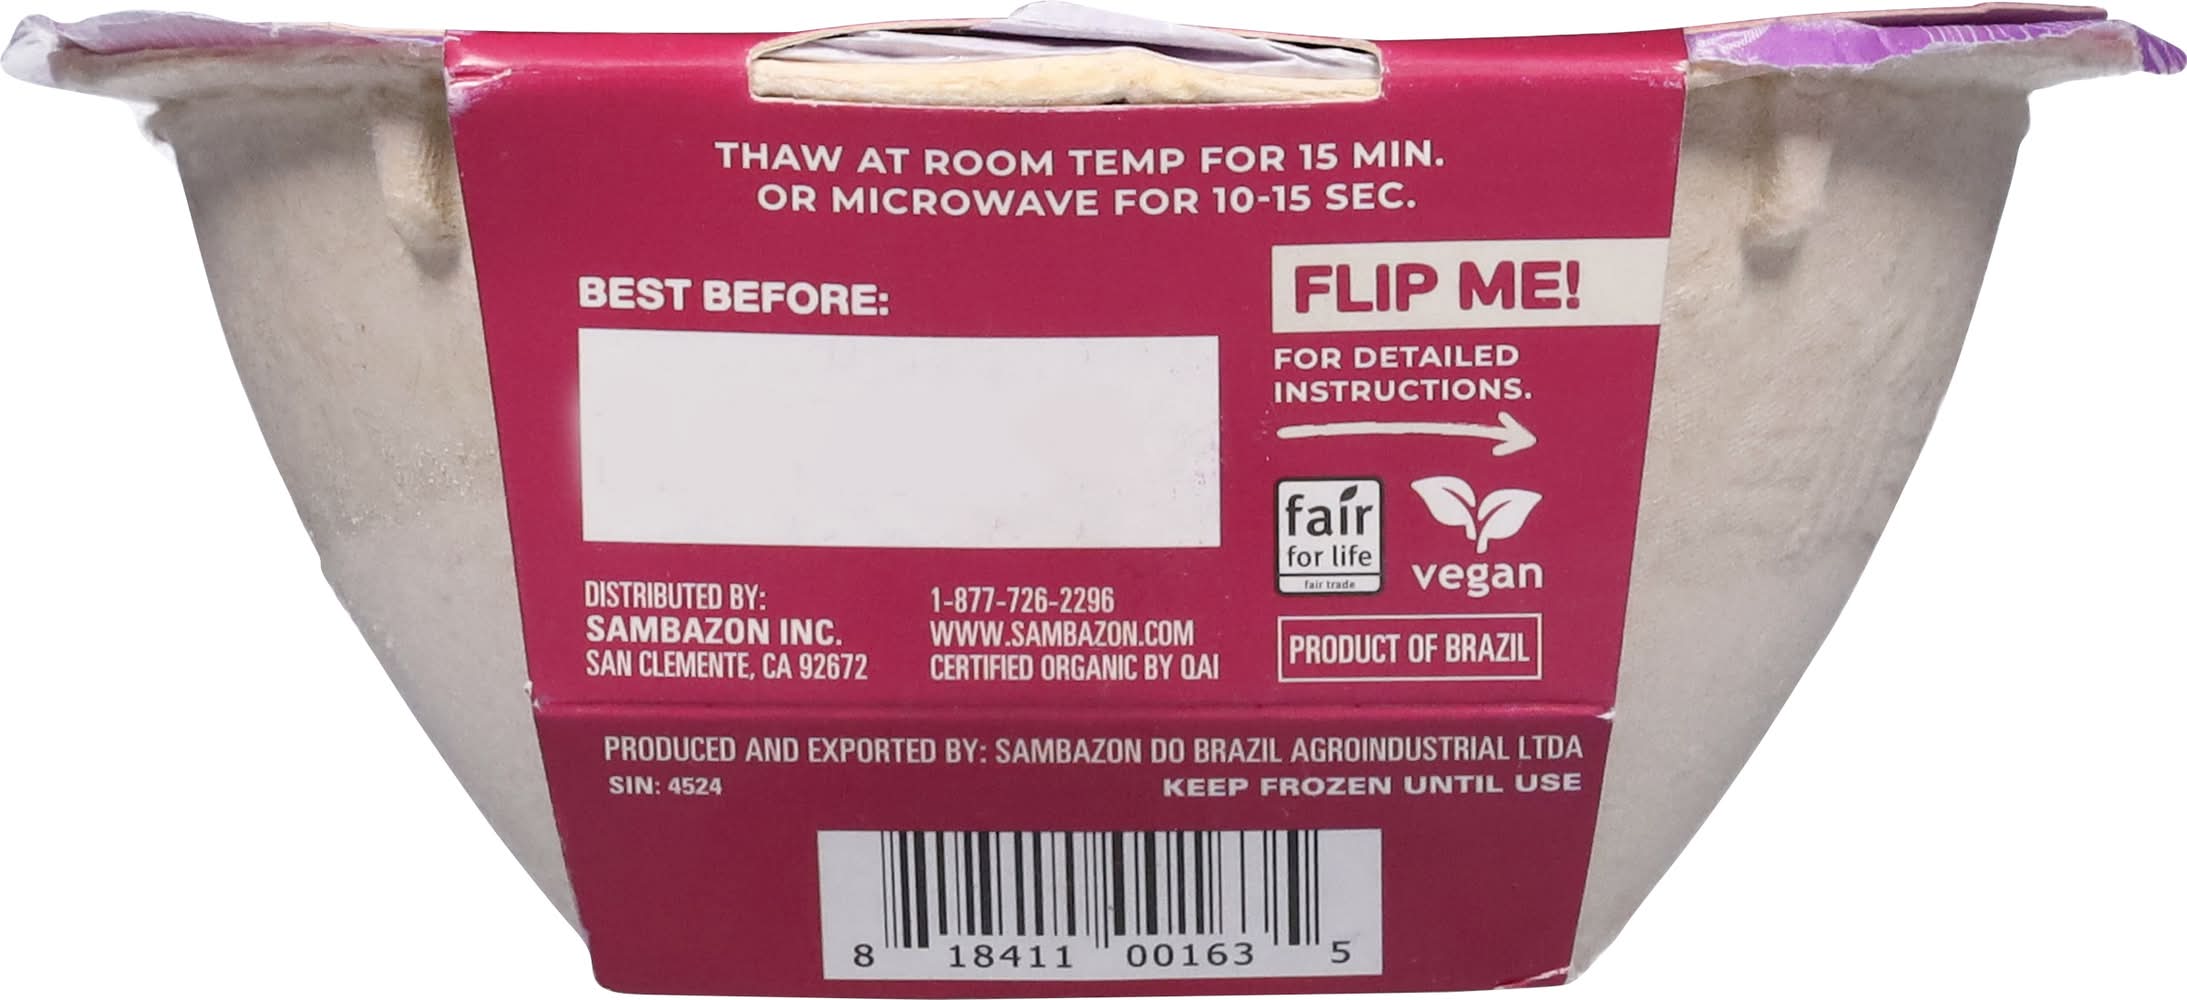 THAW AT ROOM TEMP FOR 15 MIN.
OR MICROWAVE FOR 10-15 SEC.
BEST BEFORE:
FLIP ME!
FOR DETAILED
INSTRUCTIONS.
fair
for life
fair trade
vegan
DISTRIBUTED BY:
SAMBAZON INC.
SAN CLEMENTE, CA 92672
1-877-726-2296
WWW.SAMBAZON.COM
CERTIFIED ORGANIC BY QAI
PRODUCT OF BRAZIL
PRODUCED AND EXPORTED BY: SAMBAZON DO BRAZIL AGROINDUSTRIAL LTDA
SIN: 4524
KEEP FROZEN UNTIL USE
8 18411 00163 5